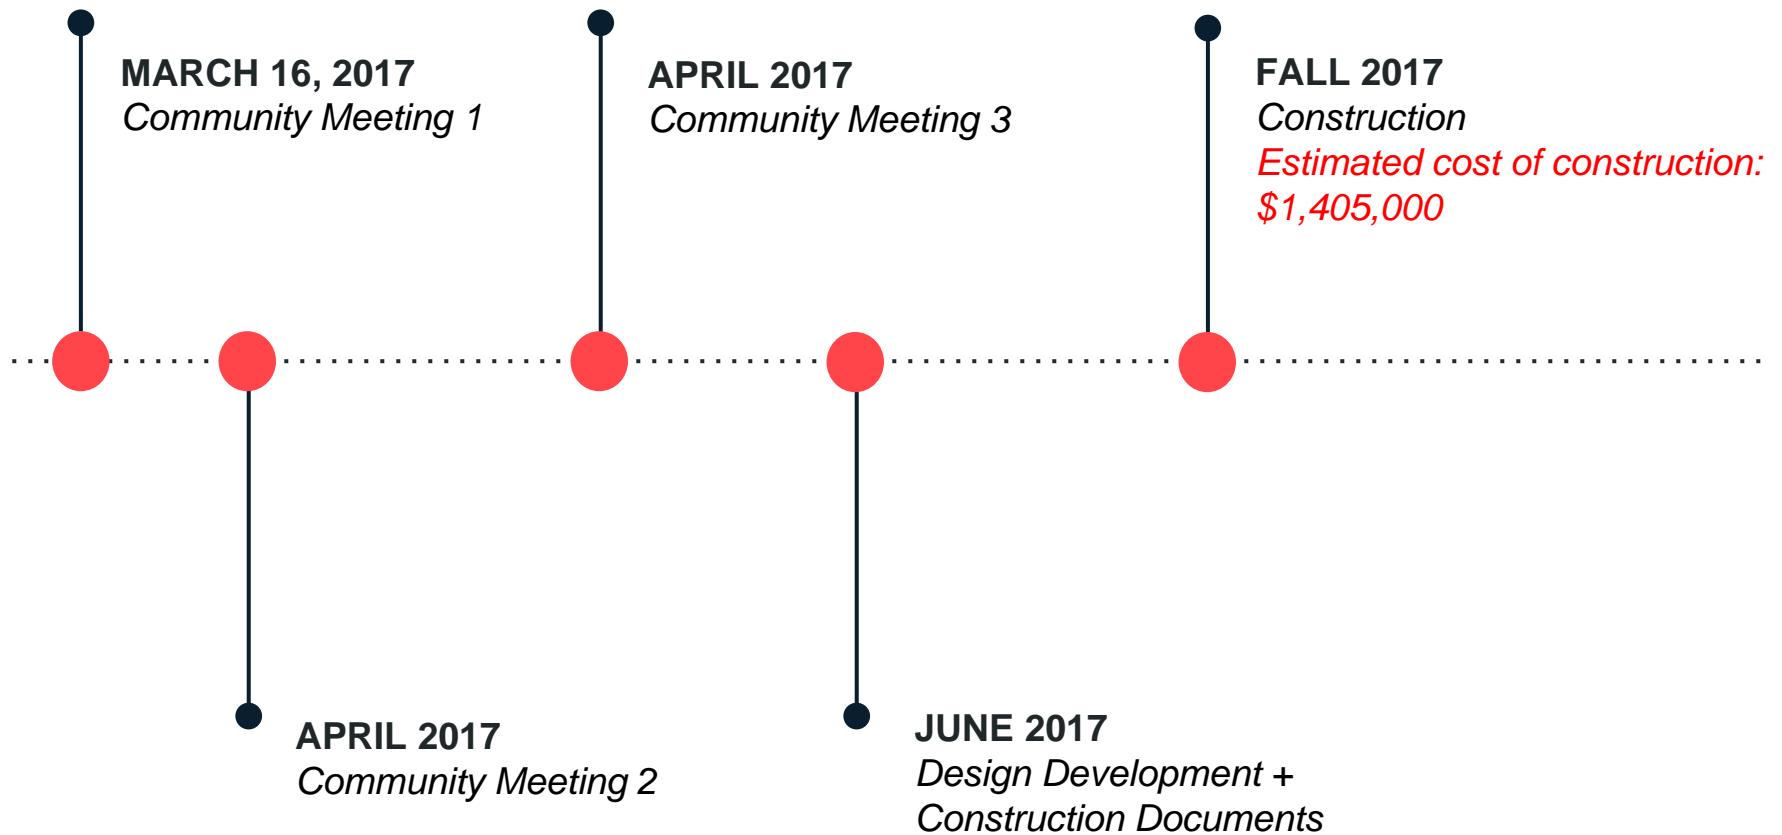 MARCH 16, 2017
Community Meeting 1
APRIL 2017
Community Meeting 2
APRIL 2017
Community Meeting 3
JUNE 2017
Design Development +
Construction Documents
FALL 2017
Construction
Estimated cost of construction:
$1,405,000